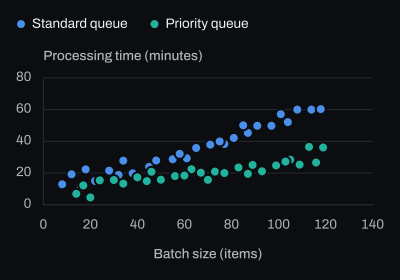 Standard queue Priority queue
Processing time (minutes)
80
60
40
20
0
0 20 40 60 80 100 120 140
Batch size (items)